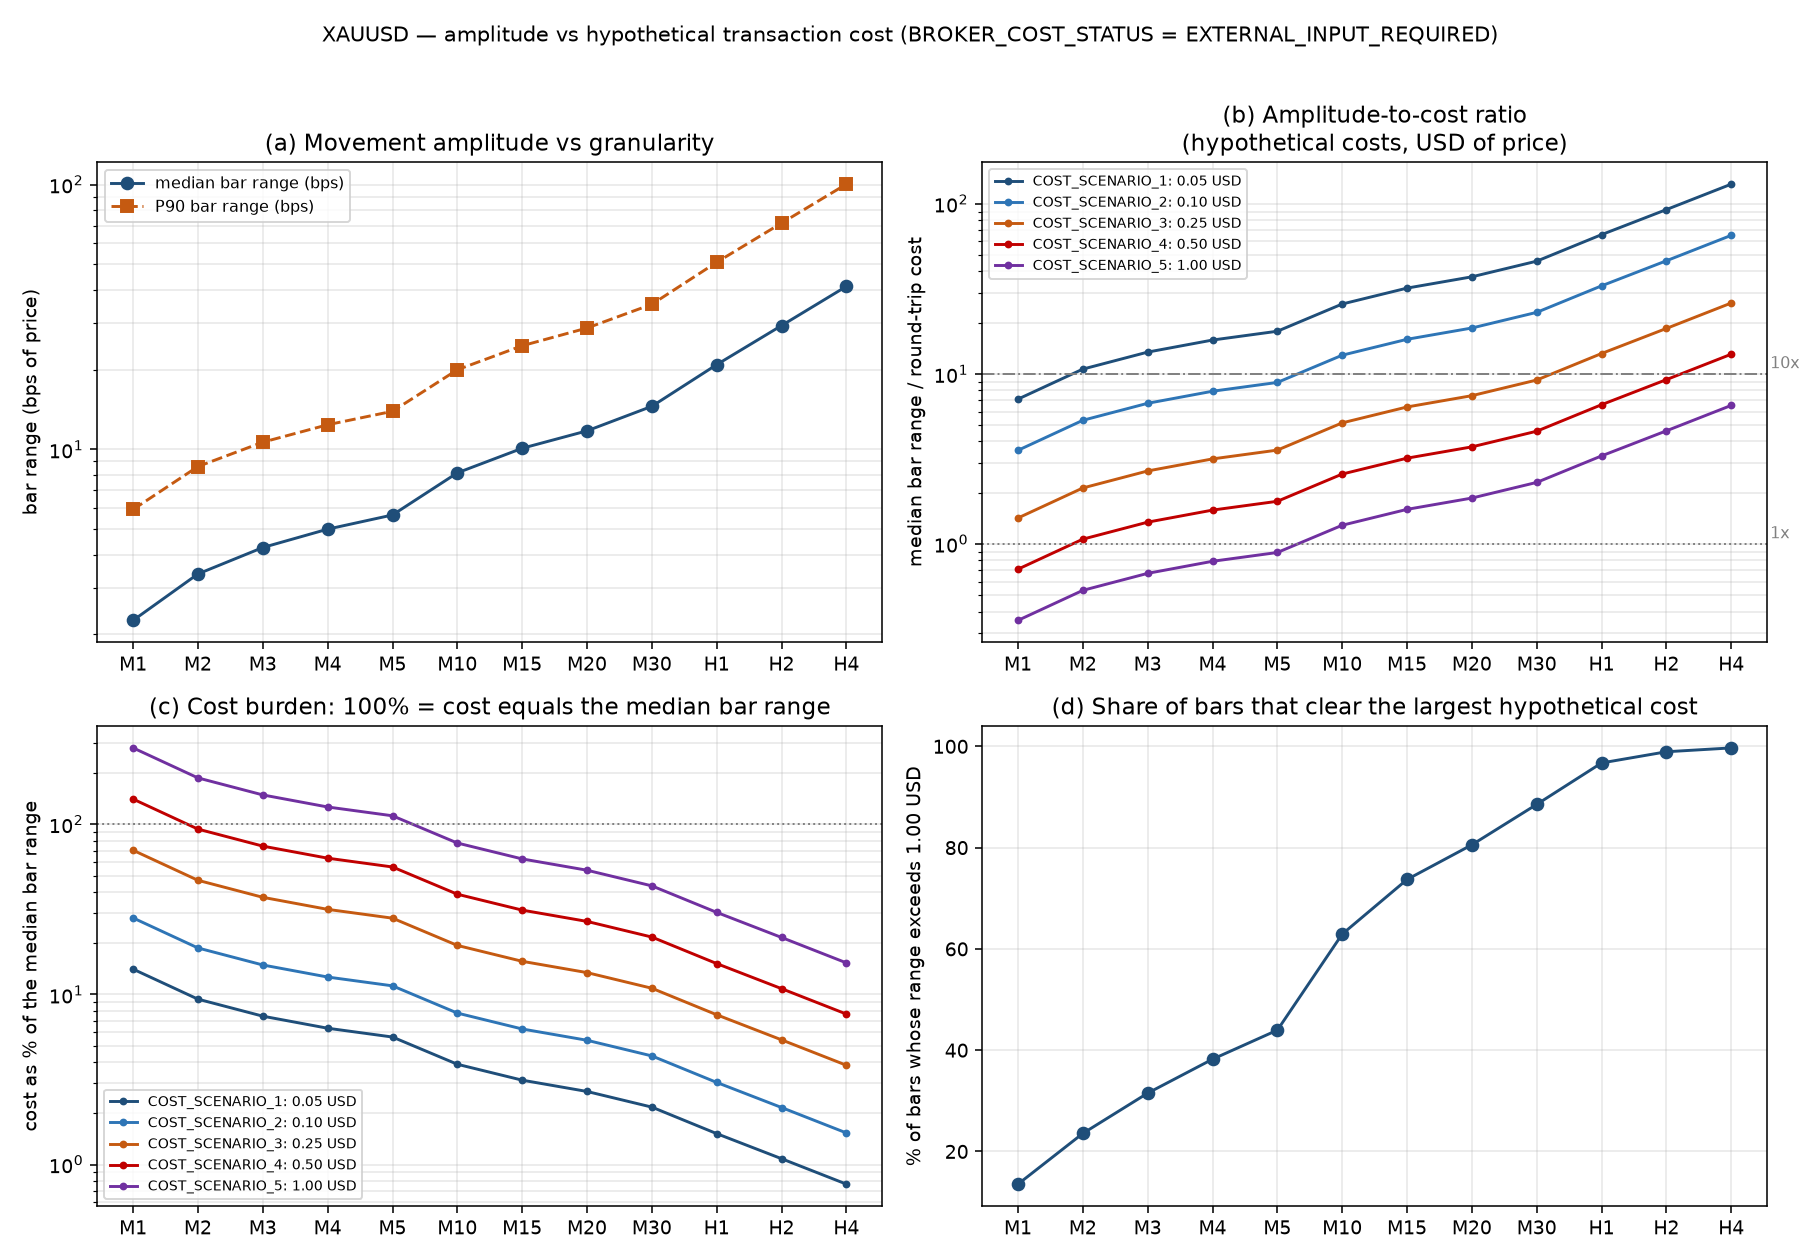 XAUUSD — amplitude vs hypothetical transaction cost (BROKER_COST_STATUS = EXTERNAL_INPUT_REQUIRED)
(a) Movement amplitude vs granularity
bar range (bps of price)
10²
10¹
median bar range (bps)
P90 bar range (bps)
M1 M2 M3 M4 M5 M10 M15 M20 M30 H1 H2 H4
(b) Amplitude-to-cost ratio
(hypothetical costs, USD of price)
median bar range / round-trip cost
10²
10¹
10⁰
COST_SCENARIO_1: 0.05 USD
COST_SCENARIO_2: 0.10 USD
COST_SCENARIO_3: 0.25 USD
COST_SCENARIO_4: 0.50 USD
COST_SCENARIO_5: 1.00 USD
10x
1x
M1 M2 M3 M4 M5 M10 M15 M20 M30 H1 H2 H4
(c) Cost burden: 100% = cost equals the median bar range
cost as % of the median bar range
10²
10¹
10⁰
COST_SCENARIO_1: 0.05 USD
COST_SCENARIO_2: 0.10 USD
COST_SCENARIO_3: 0.25 USD
COST_SCENARIO_4: 0.50 USD
COST_SCENARIO_5: 1.00 USD
M1 M2 M3 M4 M5 M10 M15 M20 M30 H1 H2 H4
(d) Share of bars that clear the largest hypothetical cost
% of bars whose range exceeds 1.00 USD
100
80
60
40
20
M1 M2 M3 M4 M5 M10 M15 M20 M30 H1 H2 H4